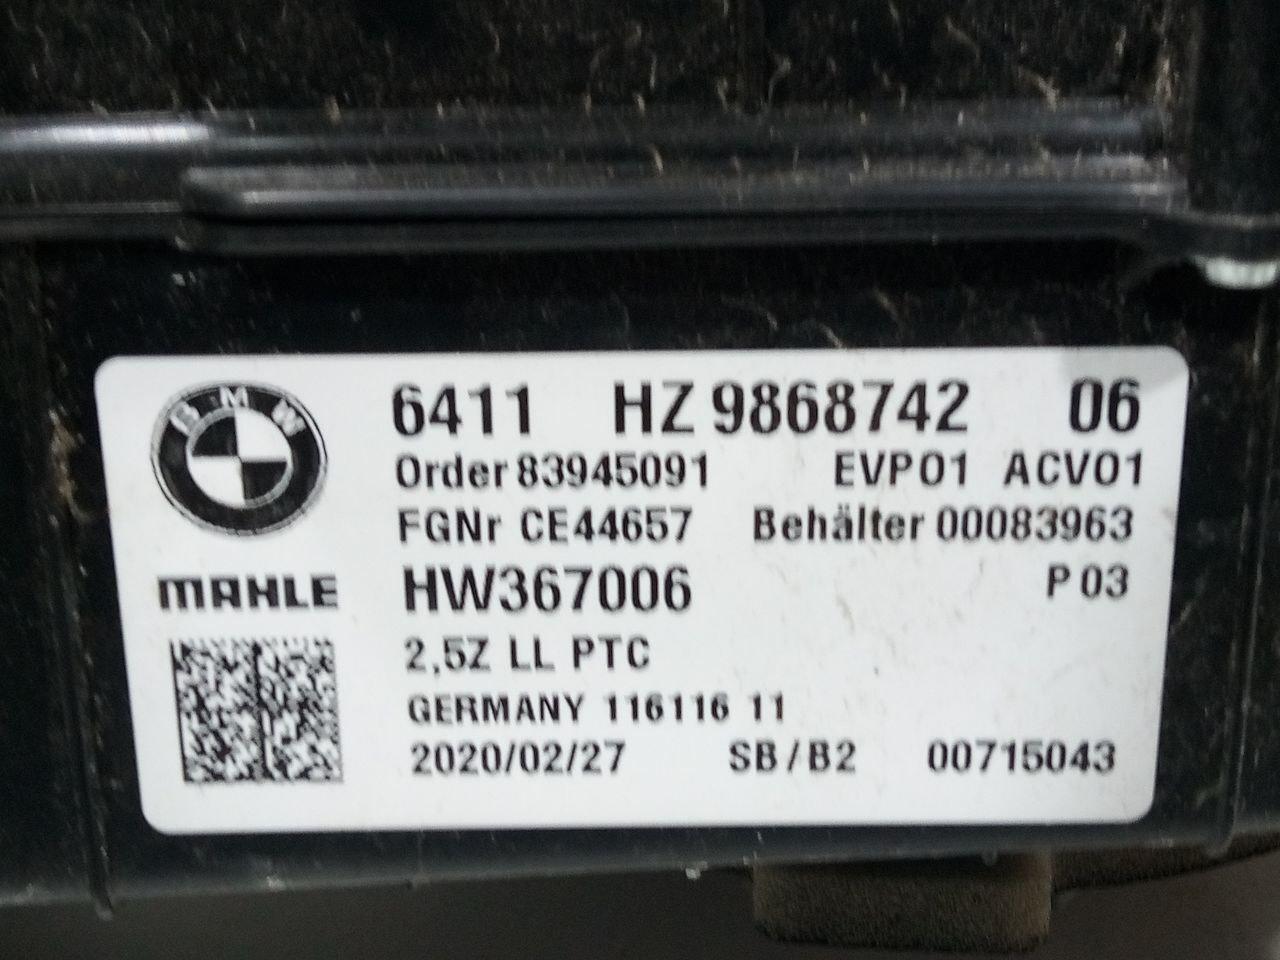 BMW
6411 HZ 9868742 06
Order 83945091 EVP01 ACV01
FGNr CE44657 Behälter 00083963
MAHLE HW367006 P 03
2,5Z LL PTC
GERMANY 116116 11
2020/02/27 SB/B2 00715043